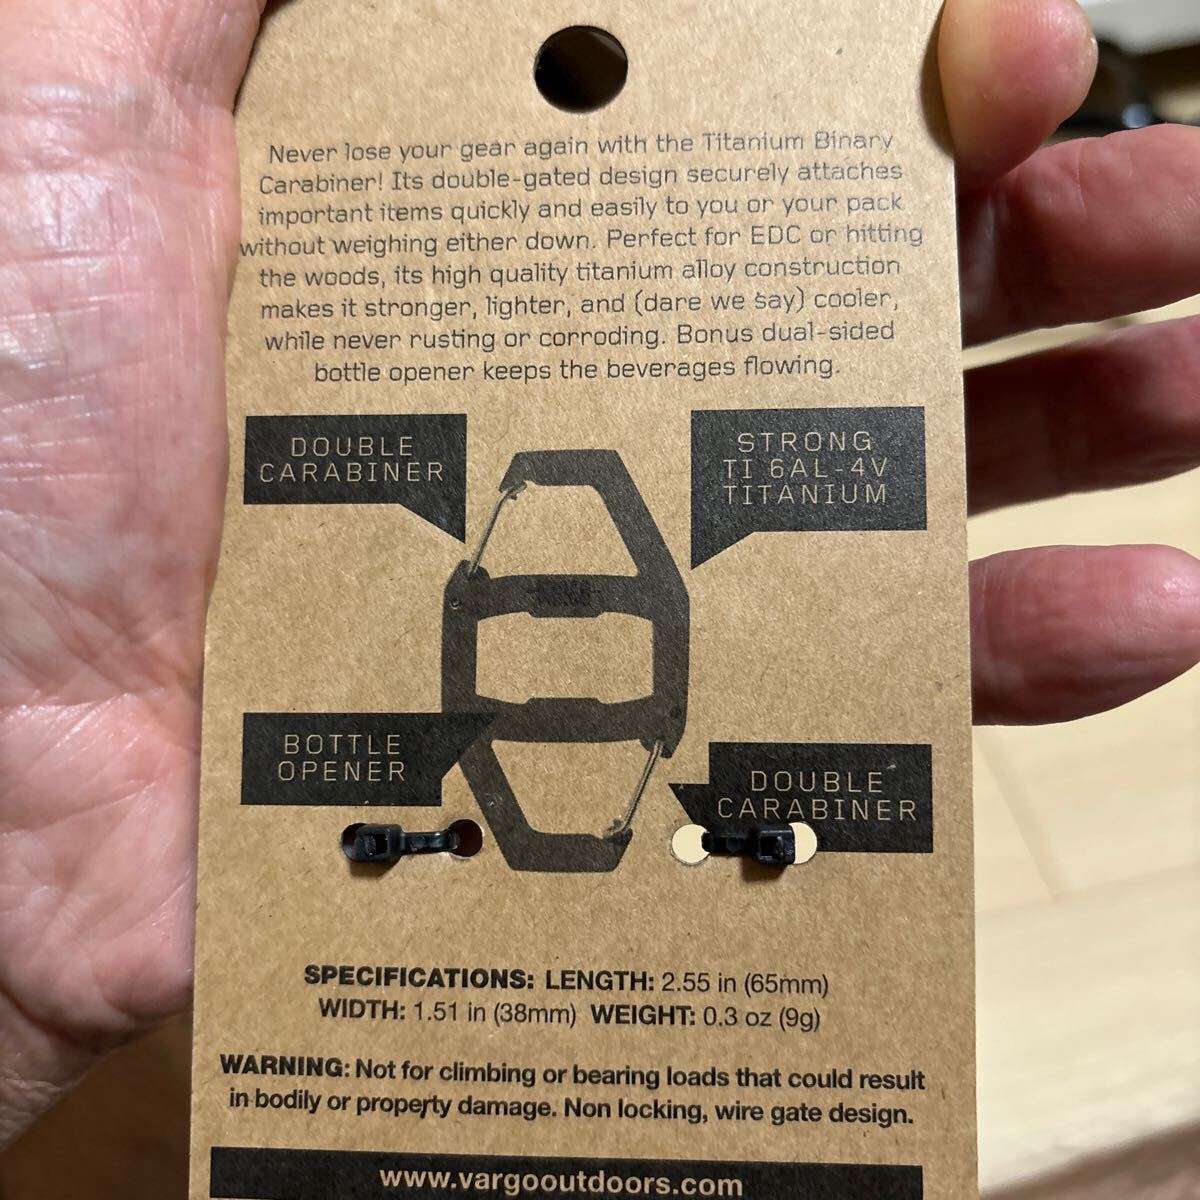 Never lose your gear again with the Titanium Binary
Carabiner! Its double-gated design securely attaches
important items quickly and easily to you or your pack
without weighing either down. Perfect for EDC or hitting
the woods, its high quality titanium alloy construction
makes it stronger, lighter, and (dare we say) cooler,
while never rusting or corroding. Bonus dual-sided
bottle opener keeps the beverages flowing.
DOUBLE
CARABINER
STRONG
TI 6AL-4V
TITANIUM
BOTTLE
OPENER
DOUBLE
CARABINER
SPECIFICATIONS: LENGTH: 2.55 in (65mm)
WIDTH: 1.51 in (38mm) WEIGHT: 0.3 oz (9g)
WARNING: Not for climbing or bearing loads that could result
in bodily or property damage. Non locking, wire gate design.
www.vargooutdoors.com